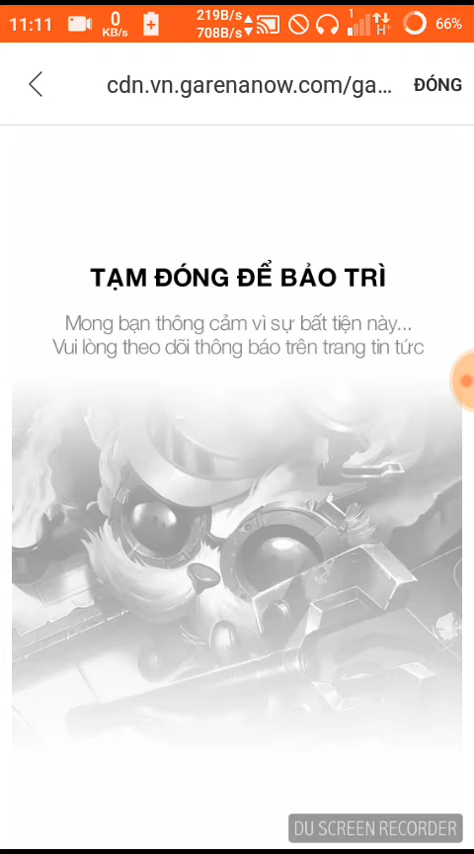 11:11 0 KB/s 219B/s 708B/s 1 H+ 66%
cdn.vn.garenanow.com/ga... ĐÓNG
TẠM ĐÓNG ĐỂ BẢO TRÌ
Mong bạn thông cảm vì sự bất tiện này...
Vui lòng theo dõi thông báo trên trang tin tức
DU SCREEN RECORDER